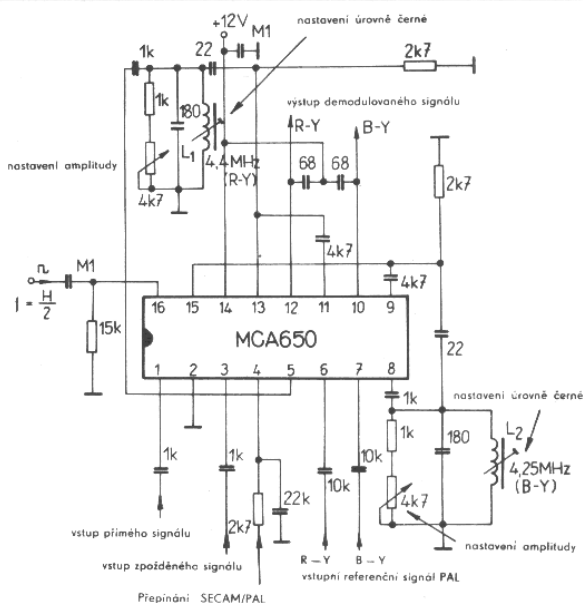 nastavení úrovně černé
+12V
M1
1k
22
2k7
výstup demodulovaného signálu
1k
180
R-Y
B-Y
L1
nastavení amplitudy
4,4MHz
(R-Y)
68
68
4k7
2k7
4k7
4k7
n
M1
f = H/2
16 15 14 13 12 11 10 9
15k
MCA650
22
1 2 3 4 5 6 7 8
1k
nastavení úrovně černé
1k
1k
1k
180
L2
4,25MHz
(B-Y)
10k
10k
4k7
22k
2k7
vstup přímého signálu
nastavení amplitudy
R-Y
B-Y
vstup zpožděného signálu
vstupní referenční signál PAL
Přepínání SECAM/PAL